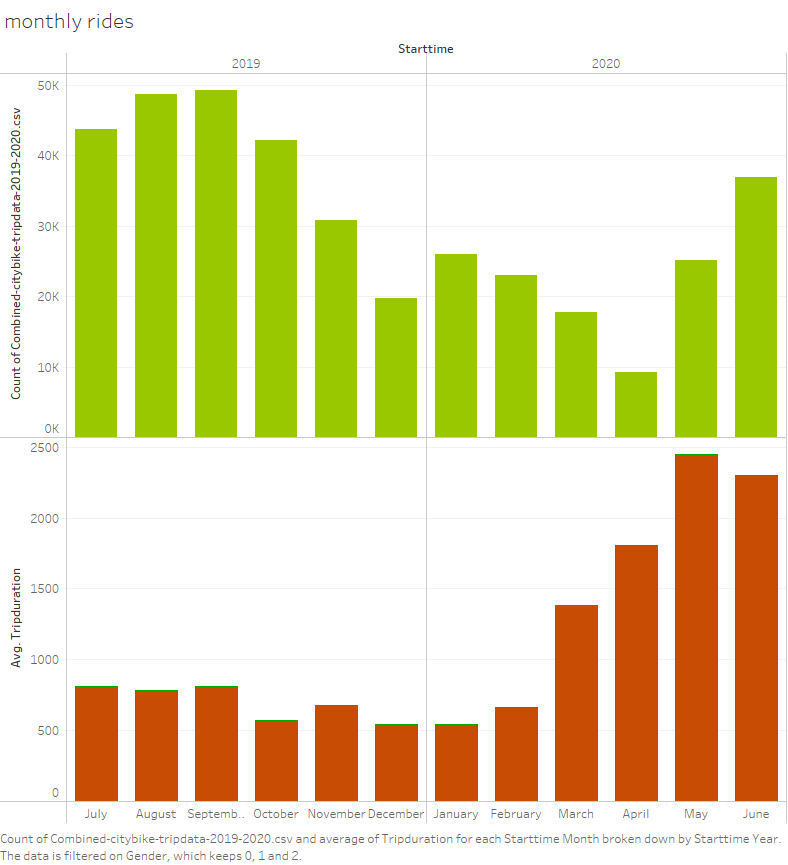 monthly rides
Starttime
2019 2020
Count of Combined-citybike-tripdata-2019-2020.csv
50K
40K
30K
20K
10K
0K
Avg. Tripduration
2500
2000
1500
1000
500
0
July August Septemb.. October November December January February March April May June
Count of Combined-citybike-tripdata-2019-2020.csv and average of Tripduration for each Starttime Month broken down by Starttime Year.
The data is filtered on Gender, which keeps 0, 1 and 2.